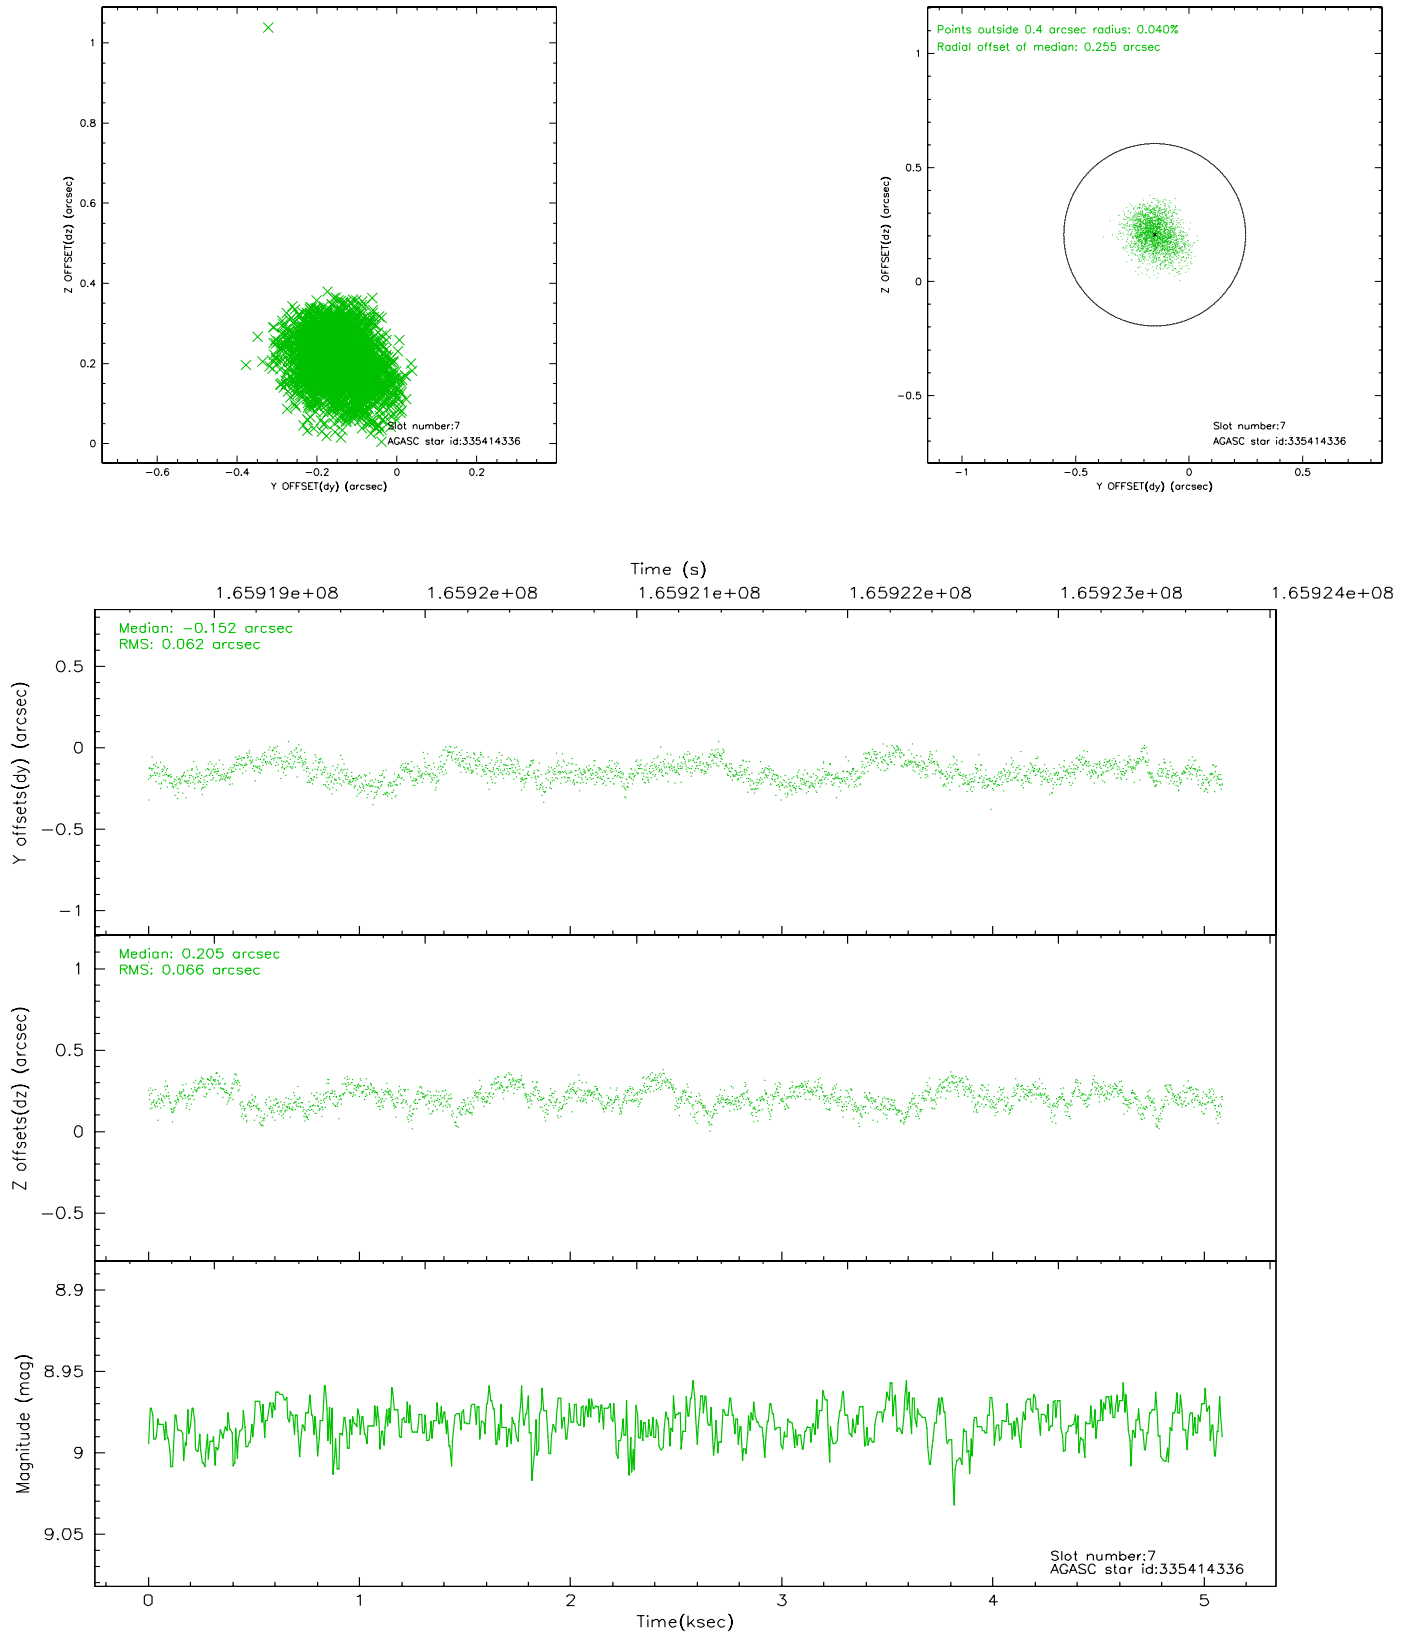 1
0.8
0.6
0.4
0.2
0
Z OFFSET(dz) (arcsec)
Slot number:7
AGASC star id:335414336
−0.6 −0.4 −0.2 0 0.2
Y OFFSET(dy) (arcsec)
Points outside 0.4 arcsec radius: 0.040%
Radial offset of median: 0.255 arcsec
1
0.5
0
−0.5
Z OFFSET(dz) (arcsec)
Slot number:7
AGASC star id:335414336
−1 −0.5 0 0.5
Y OFFSET(dy) (arcsec)
Time (s)
1.65919e+08 1.6592e+08 1.65921e+08 1.65922e+08 1.65923e+08 1.65924e+08
Median: −0.152 arcsec
RMS: 0.062 arcsec
0.5
0
−0.5
−1
Y offsets(dy) (arcsec)
Median: 0.205 arcsec
RMS: 0.066 arcsec
1
0.5
0
−0.5
Z offsets(dz) (arcsec)
8.9
8.95
9
9.05
Magnitude (mag)
Slot number:7
AGASC star id:335414336
0 1 2 3 4 5
Time(ksec)